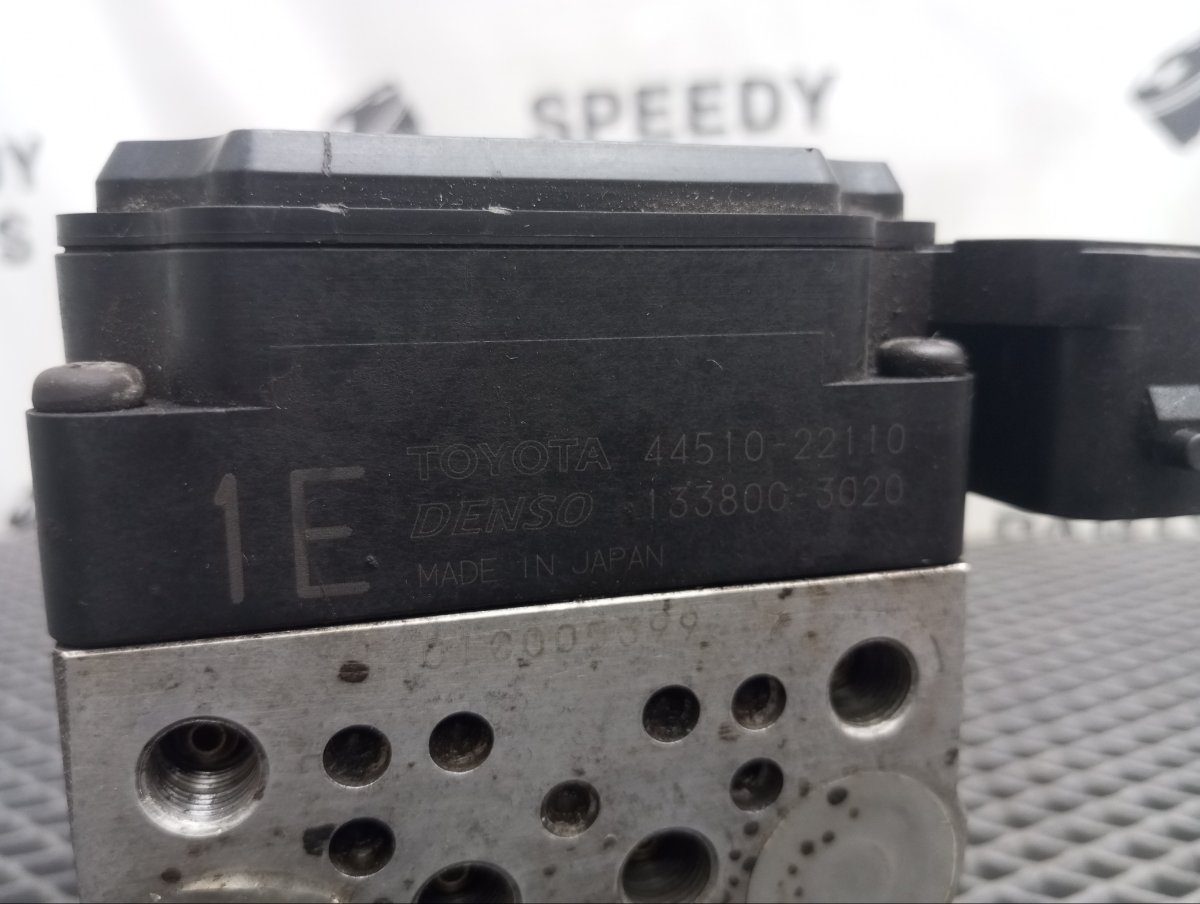 SPEEDY
1E
TOYOTA 44510-22110
DENSO 133800-3020
MADE IN JAPAN